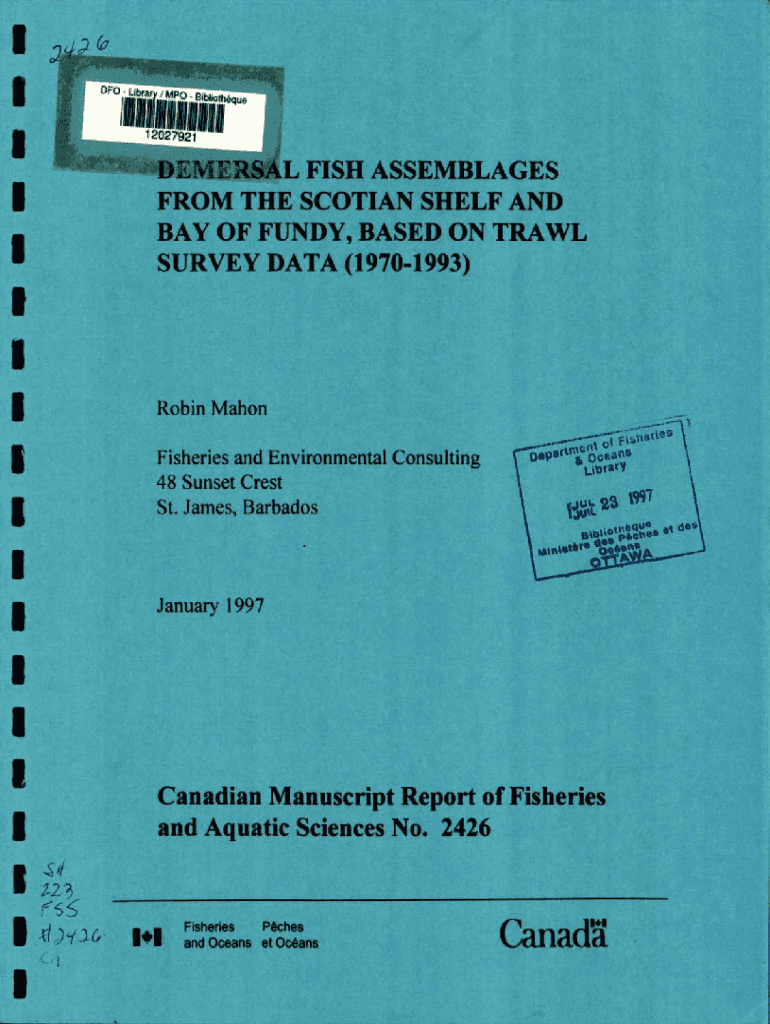 2426
DFO - Library / MPO - Bibliothèque
12027921
DEMERSAL FISH ASSEMBLAGES
FROM THE SCOTIAN SHELF AND
BAY OF FUNDY, BASED ON TRAWL
SURVEY DATA (1970-1993)
Robin Mahon
Fisheries and Environmental Consulting
48 Sunset Crest
St. James, Barbados
Department of Fisheries
& Oceans
Library
JUL 23 1997
Bibliothèque
Ministère des Pêches et des
Océans
OTTAWA
January 1997
Canadian Manuscript Report of Fisheries
and Aquatic Sciences No. 2426
SH
223
F55
#2426
C.1
Fisheries Pêches
and Oceans et Océans
Canada